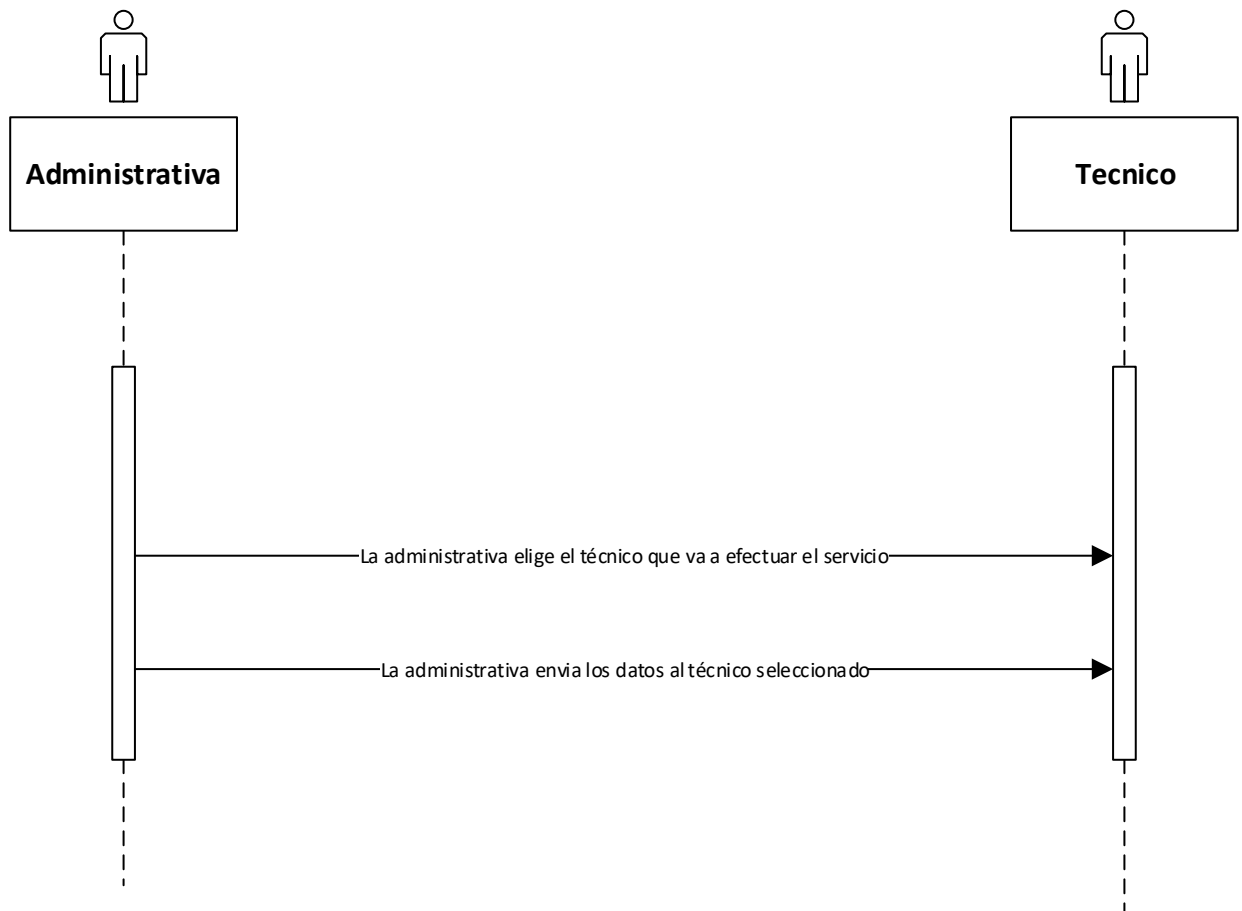 Administrativa
Tecnico
La administrativa elige el técnico que va a efectuar el servicio
La administrativa envia los datos al técnico seleccionado